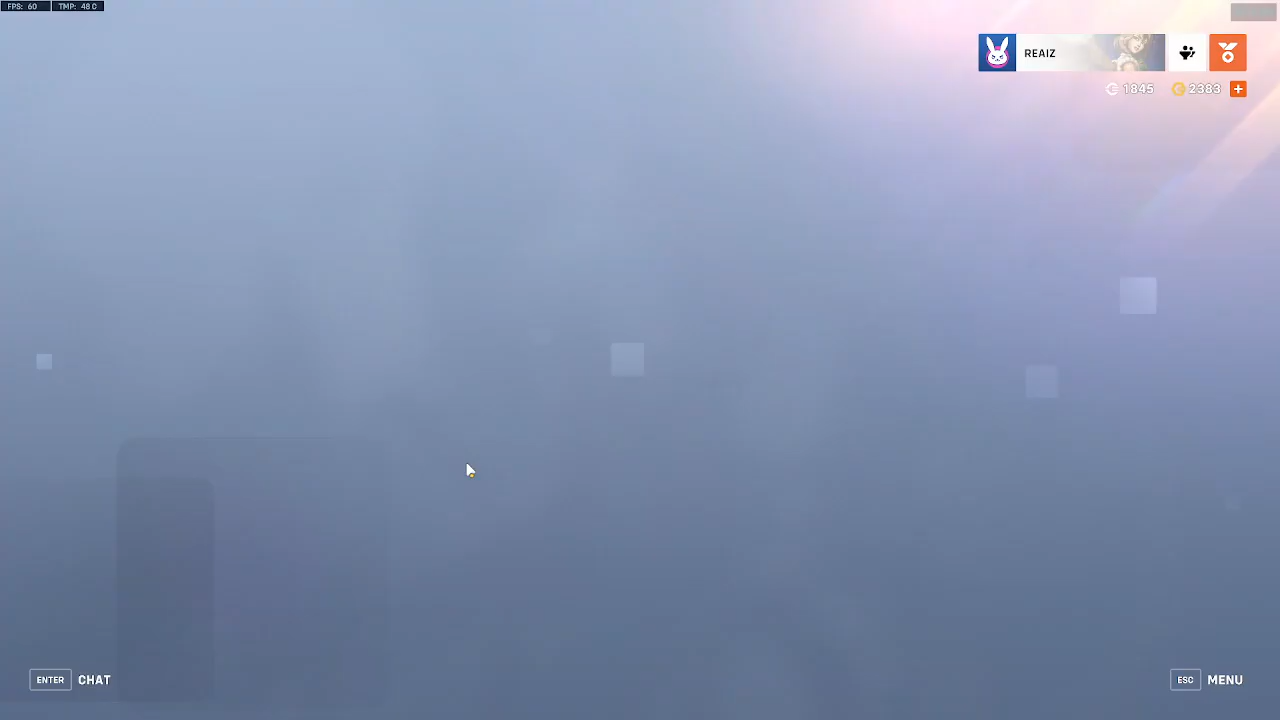 FPS: 60 TMP: 48 C
REAIZ
1845 2383 +
ENTER CHAT
ESC MENU